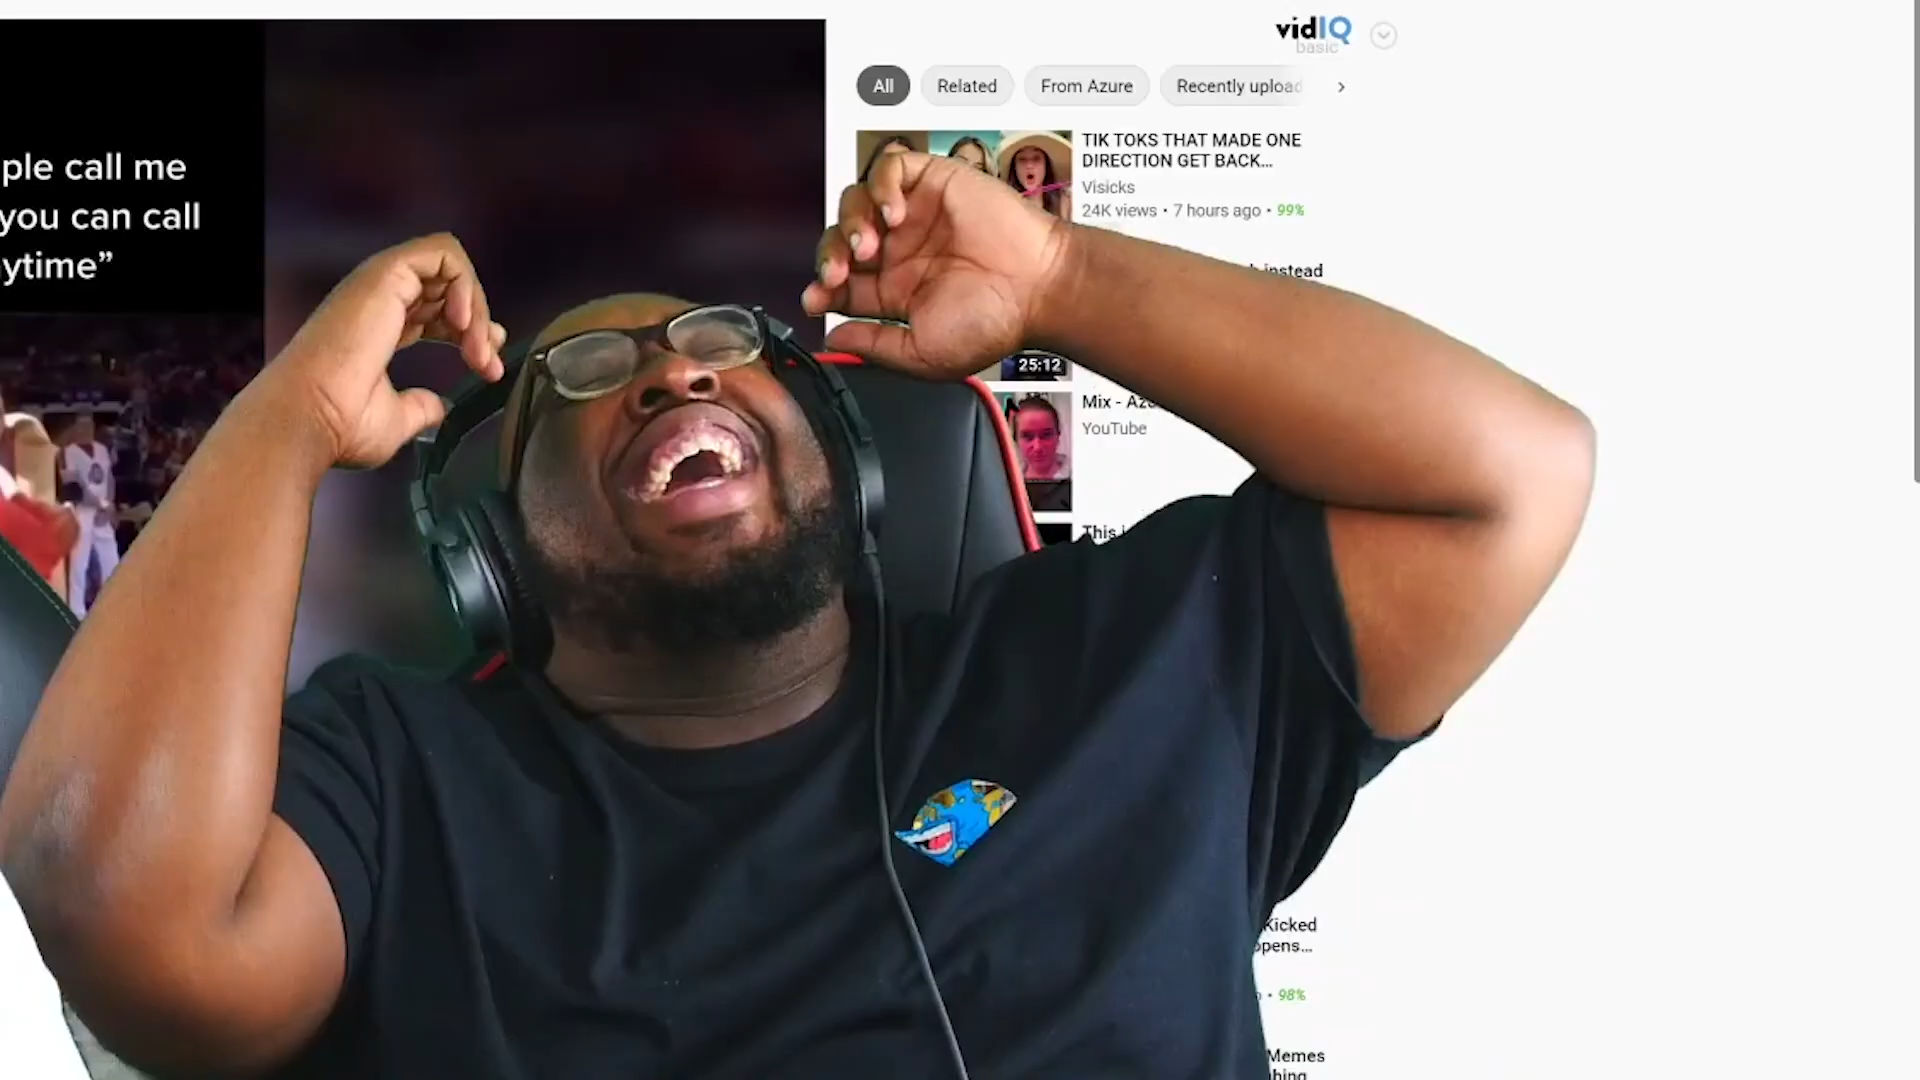 ple call me
you can call
ytime”
vidIQ
basic
All
Related
From Azure
Recently upload
TIK TOKS THAT MADE ONE
DIRECTION GET BACK...
Visicks
24K views • 7 hours ago • 99%
instead
25:12
Mix - Az
YouTube
This i
Kicked
pens...
• 98%
Memes
hing